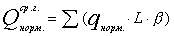 Q^{ср.г.}_{норм.} = ∑ (q_{норм.} · L · β)